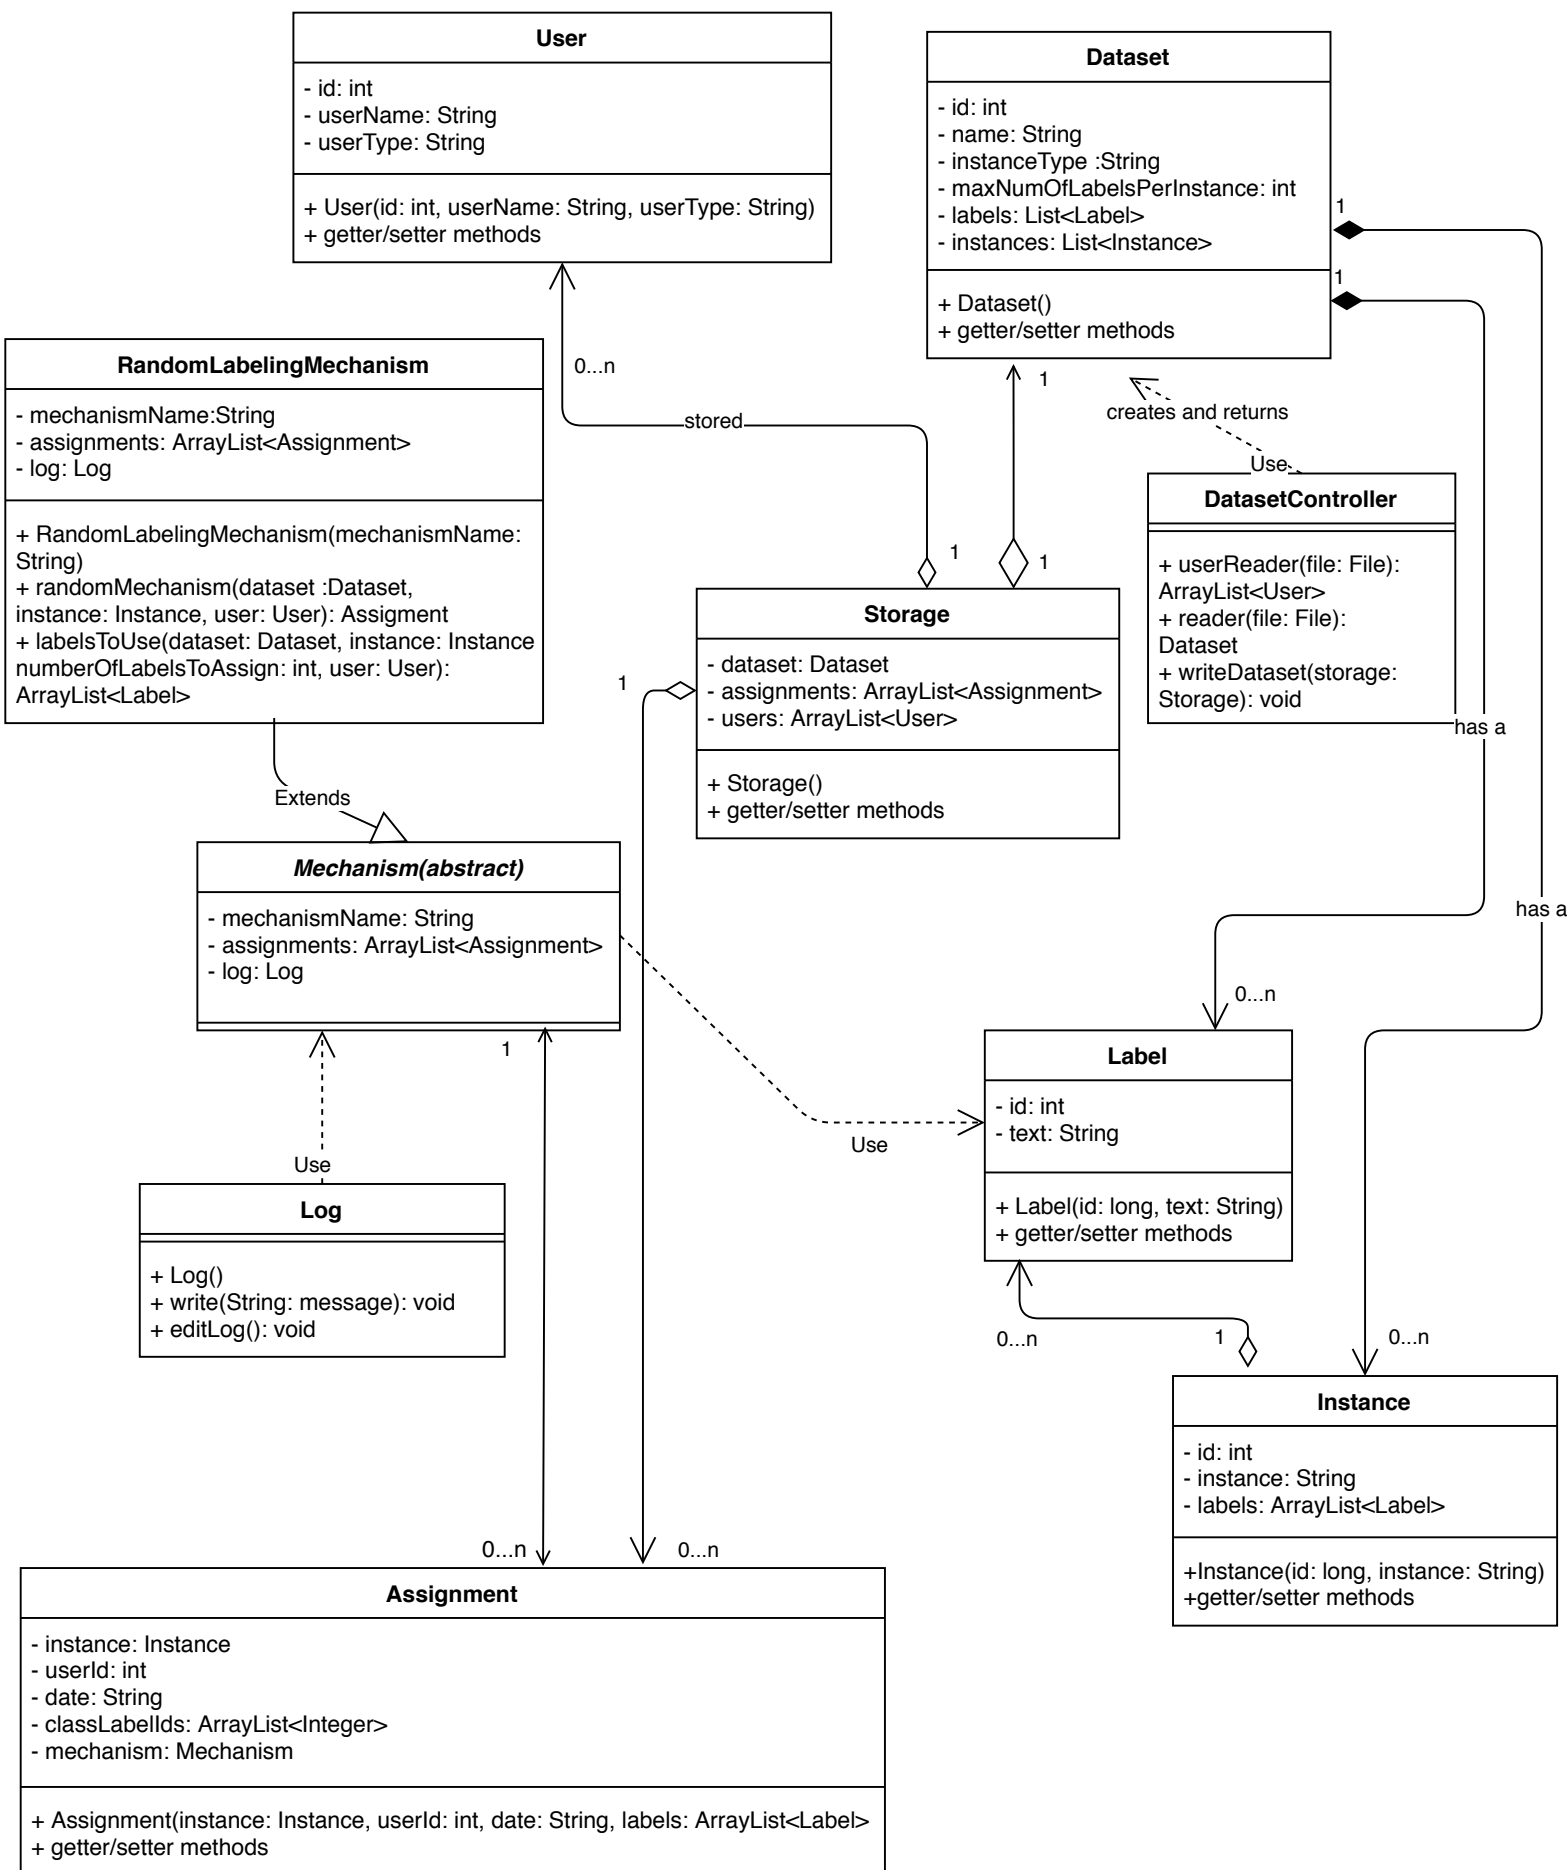 User
- id: int
- userName: String
- userType: String
+ User(id: int, userName: String, userType: String)
+ getter/setter methods
Dataset
- id: int
- name: String
- instanceType :String
- maxNumOfLabelsPerInstance: int
- labels: List<Label>
- instances: List<Instance>
+ Dataset()
+ getter/setter methods
1
1
RandomLabelingMechanism
- mechanismName:String
- assignments: ArrayList<Assignment>
- log: Log
+ RandomLabelingMechanism(mechanismName:
String)
+ randomMechanism(dataset :Dataset,
instance: Instance, user: User): Assigment
+ labelsToUse(dataset: Dataset, instance: Instance
numberOfLabelsToAssign: int, user: User):
ArrayList<Label>
0...n
stored
1
creates and returns
Use
DatasetController
+ userReader(file: File):
ArrayList<User>
+ reader(file: File):
Dataset
+ writeDataset(storage:
Storage): void
1
1
Storage
- dataset: Dataset
- assignments: ArrayList<Assignment>
- users: ArrayList<User>
+ Storage()
+ getter/setter methods
1
has a
Extends
Mechanism(abstract)
- mechanismName: String
- assignments: ArrayList<Assignment>
- log: Log
has a
0...n
1
Label
- id: int
- text: String
+ Label(id: long, text: String)
+ getter/setter methods
Use
Use
Log
+ Log()
+ write(String: message): void
+ editLog(): void
0...n
1
0...n
Instance
- id: int
- instance: String
- labels: ArrayList<Label>
+Instance(id: long, instance: String)
+getter/setter methods
0...n
0...n
Assignment
- instance: Instance
- userId: int
- date: String
- classLabelIds: ArrayList<Integer>
- mechanism: Mechanism
+ Assignment(instance: Instance, userId: int, date: String, labels: ArrayList<Label>
+ getter/setter methods